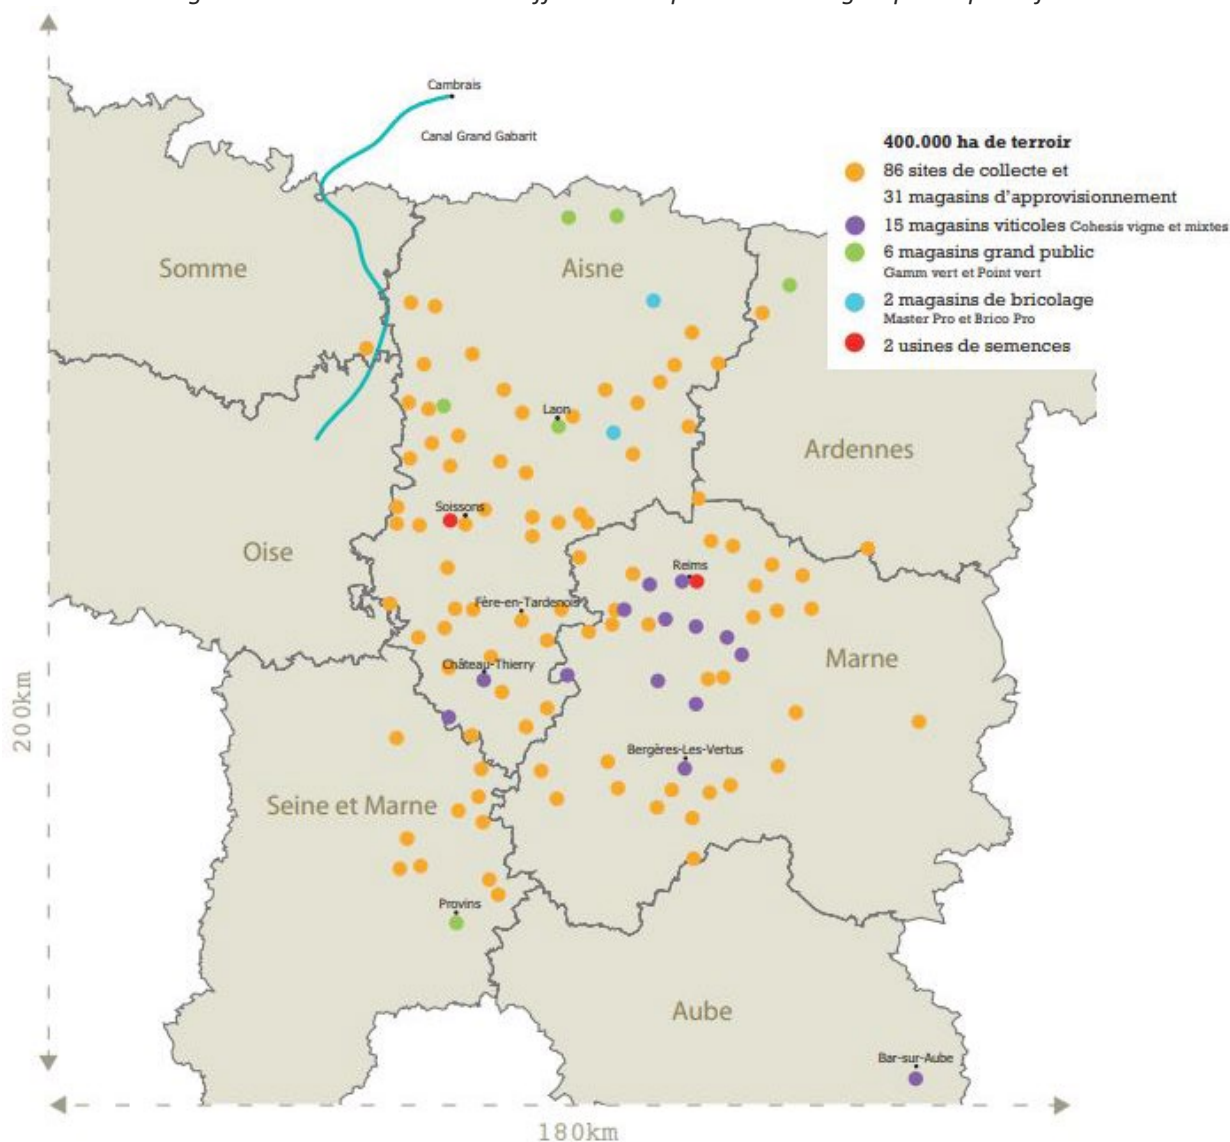 Cambrais
Canal Grand Gabarit
400.000 ha de terroir
86 sites de collecte et
31 magasins d'approvisionnement
15 magasins viticoles Cohesis vigne et mixtes
6 magasins grand public
Gamm vert et Point vert
2 magasins de bricolage
Master Pro et Brico Pro
2 usines de semences
Somme
Aisne
Laon
Ardennes
Soissons
Oise
Reims
Fère-en-Tardenois
Château-Thierry
Marne
200km
Bergères-Les-Vertus
Seine et Marne
Provins
Aube
Bar-sur-Aube
180km